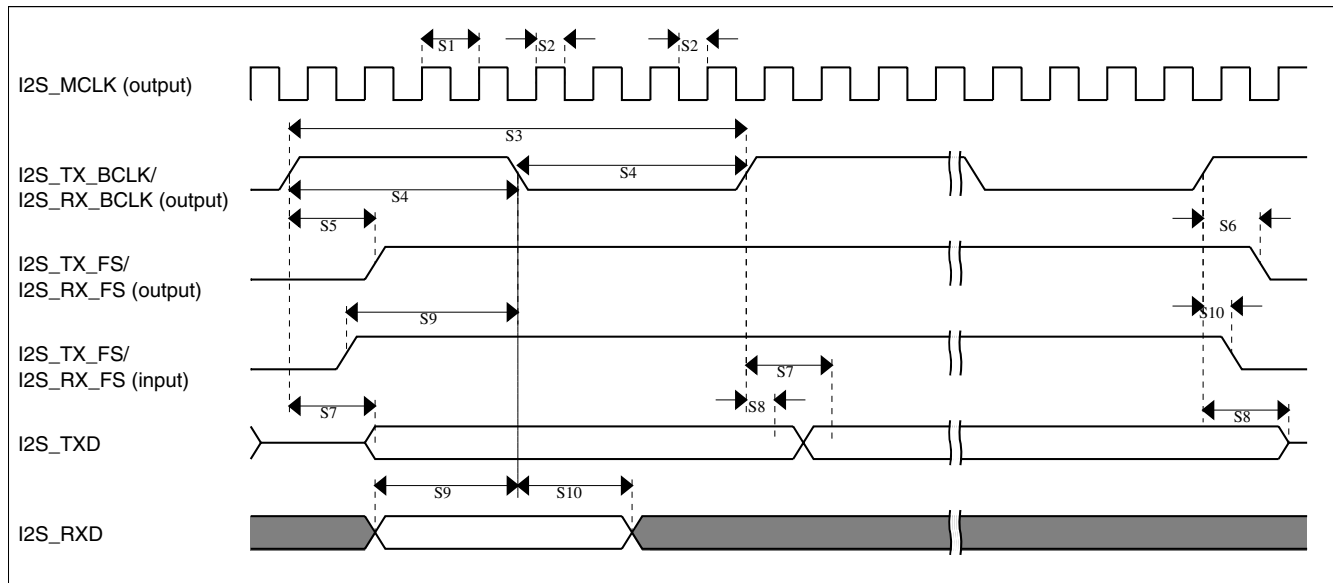 S1
S2
S2
I2S_MCLK (output)
S3
I2S_TX_BCLK/
I2S_RX_BCLK (output)
S4
S4
S5
S6
I2S_TX_FS/
I2S_RX_FS (output)
S9
S10
I2S_TX_FS/
I2S_RX_FS (input)
S7
S7
S8
S8
I2S_TXD
S9
S10
I2S_RXD